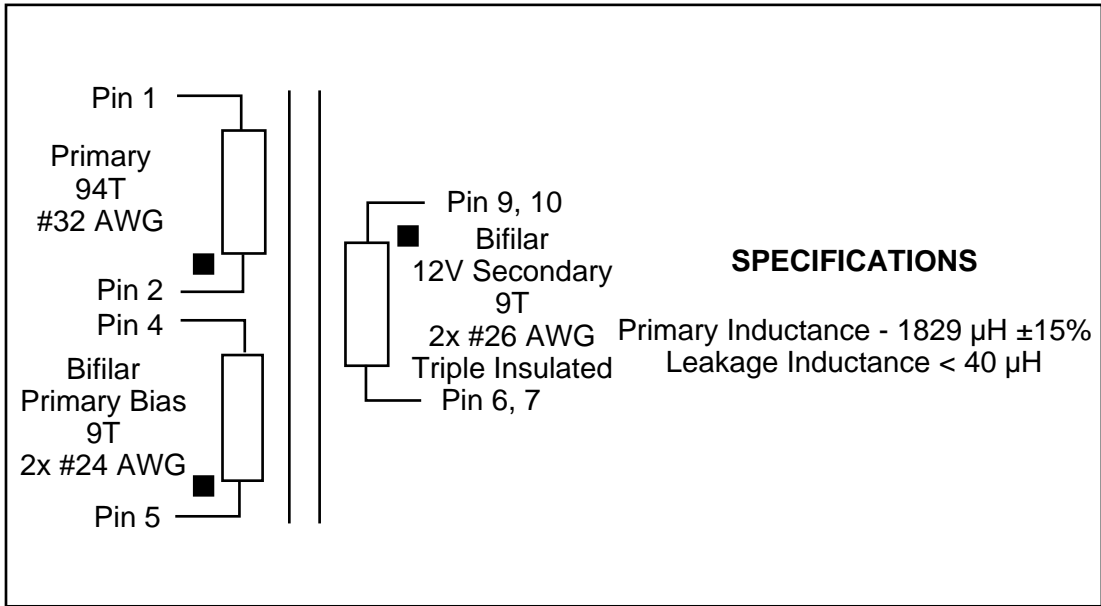 Pin 1
Primary
94T
#32 AWG
Pin 2
Pin 4
Bifilar
Primary Bias
9T
2x #24 AWG
Pin 5
Pin 9, 10
Bifilar
12V Secondary
9T
2x #26 AWG
Triple Insulated
Pin 6, 7
SPECIFICATIONS
Primary Inductance - 1829 µH ±15%
Leakage Inductance < 40 µH